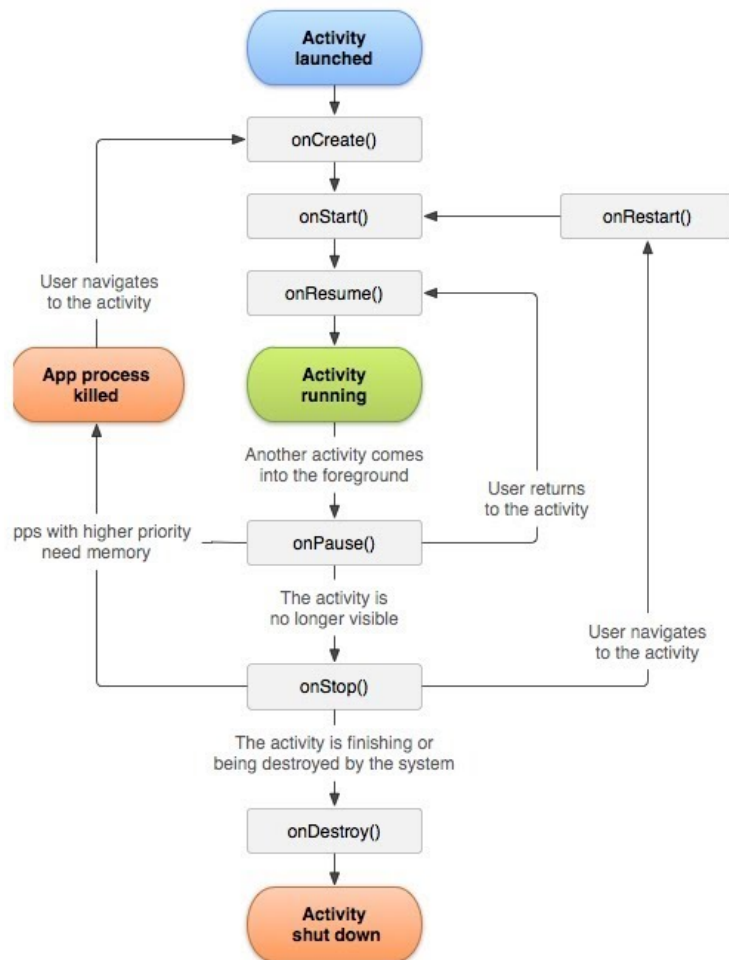 Activity
launched
onCreate()
onStart()
onRestart()
User navigates
to the activity
onResume()
App process
killed
Activity
running
Another activity comes
into the foreground
User returns
to the activity
pps with higher priority
need memory
onPause()
The activity is
no longer visible
User navigates
to the activity
onStop()
The activity is finishing or
being destroyed by the system
onDestroy()
Activity
shut down